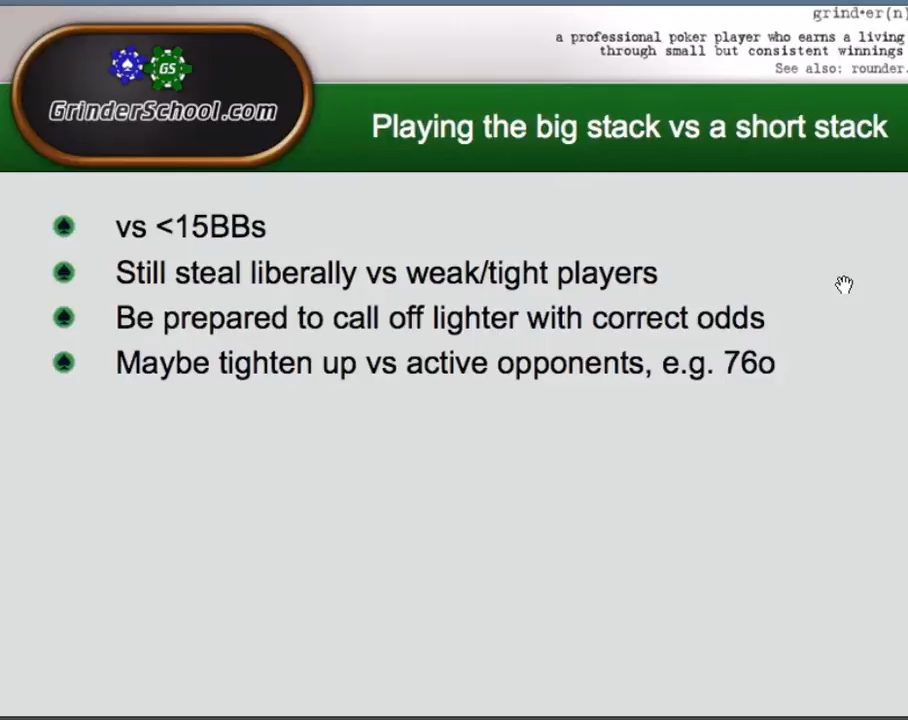 grind•er(n)
a professional poker player who earns a living
through small but consistent winnings
See also: rounder.
GS
GrinderSchool.com
Playing the big stack vs a short stack
vs <15BBs
Still steal liberally vs weak/tight players
Be prepared to call off lighter with correct odds
Maybe tighten up vs active opponents, e.g. 76o